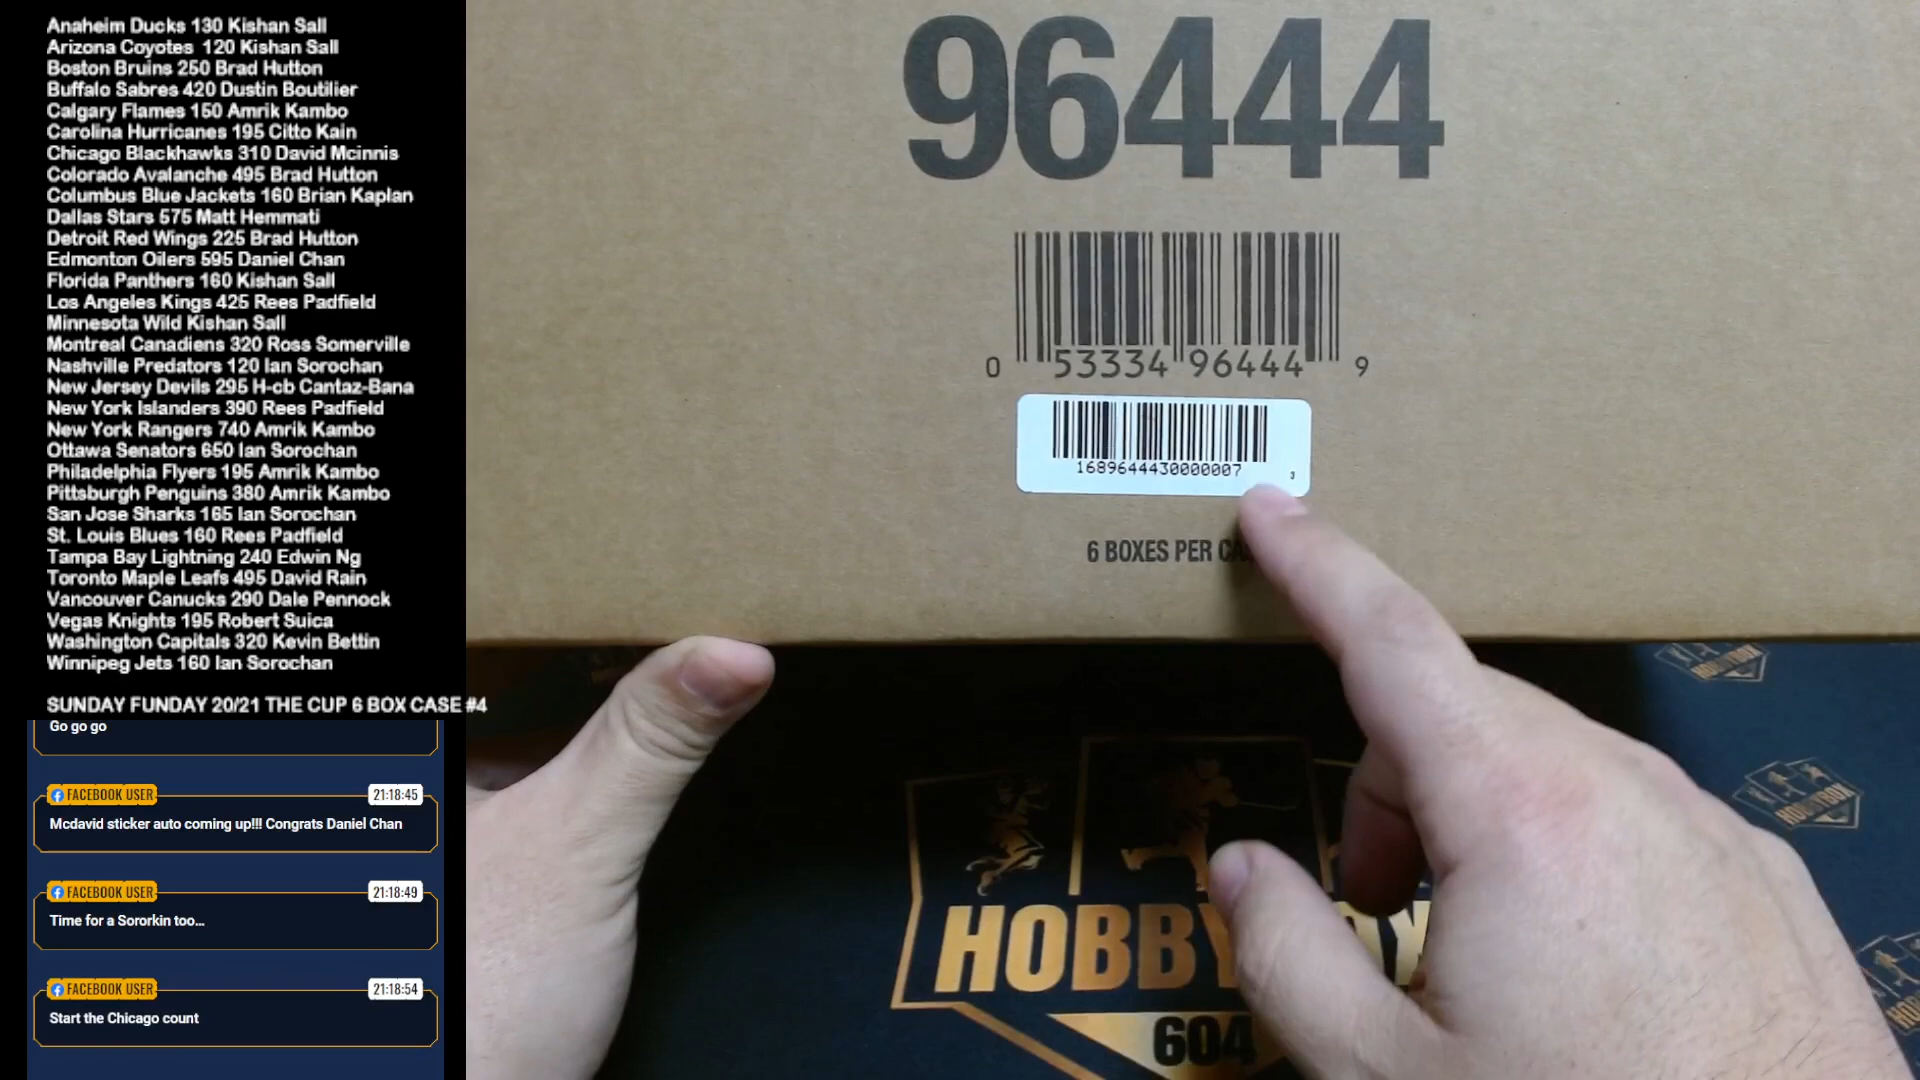 Anaheim Ducks 130 Kishan Sall
Arizona Coyotes 120 Kishan Sall
Boston Bruins 250 Brad Hutton
Buffalo Sabres 420 Dustin Boutilier
Calgary Flames 150 Amrik Kambo
Carolina Hurricanes 195 Citto Kain
Chicago Blackhawks 310 David Mcinnis
Colorado Avalanche 495 Brad Hutton
Columbus Blue Jackets 160 Brian Kaplan
Dallas Stars 575 Matt Hemmati
Detroit Red Wings 225 Brad Hutton
Edmonton Oilers 595 Daniel Chan
Florida Panthers 160 Kishan Sall
Los Angeles Kings 425 Rees Padfield
Minnesota Wild Kishan Sall
Montreal Canadiens 320 Ross Somerville
Nashville Predators 120 Ian Sorochan
New Jersey Devils 295 H-cb Cantaz-Bana
New York Islanders 390 Rees Padfield
New York Rangers 740 Amrik Kambo
Ottawa Senators 650 Ian Sorochan
Philadelphia Flyers 195 Amrik Kambo
Pittsburgh Penguins 380 Amrik Kambo
San Jose Sharks 165 Ian Sorochan
St. Louis Blues 160 Rees Padfield
Tampa Bay Lightning 240 Edwin Ng
Toronto Maple Leafs 495 David Rain
Vancouver Canucks 290 Dale Pennock
Vegas Knights 195 Robert Suica
Washington Capitals 320 Kevin Bettin
Winnipeg Jets 160 Ian Sorochan
SUNDAY FUNDAY 20/21 THE CUP 6 BOX CASE #4
Go go go
FACEBOOK USER 21:18:45
Mcdavid sticker auto coming up!!! Congrats Daniel Chan
FACEBOOK USER 21:18:49
Time for a Sororkin too...
FACEBOOK USER 21:18:54
Start the Chicago count
96444
0 53334 96444 9
1689644430000007
3
6 BOXES PER
HOBBYBOX
HOBBYBOX
604